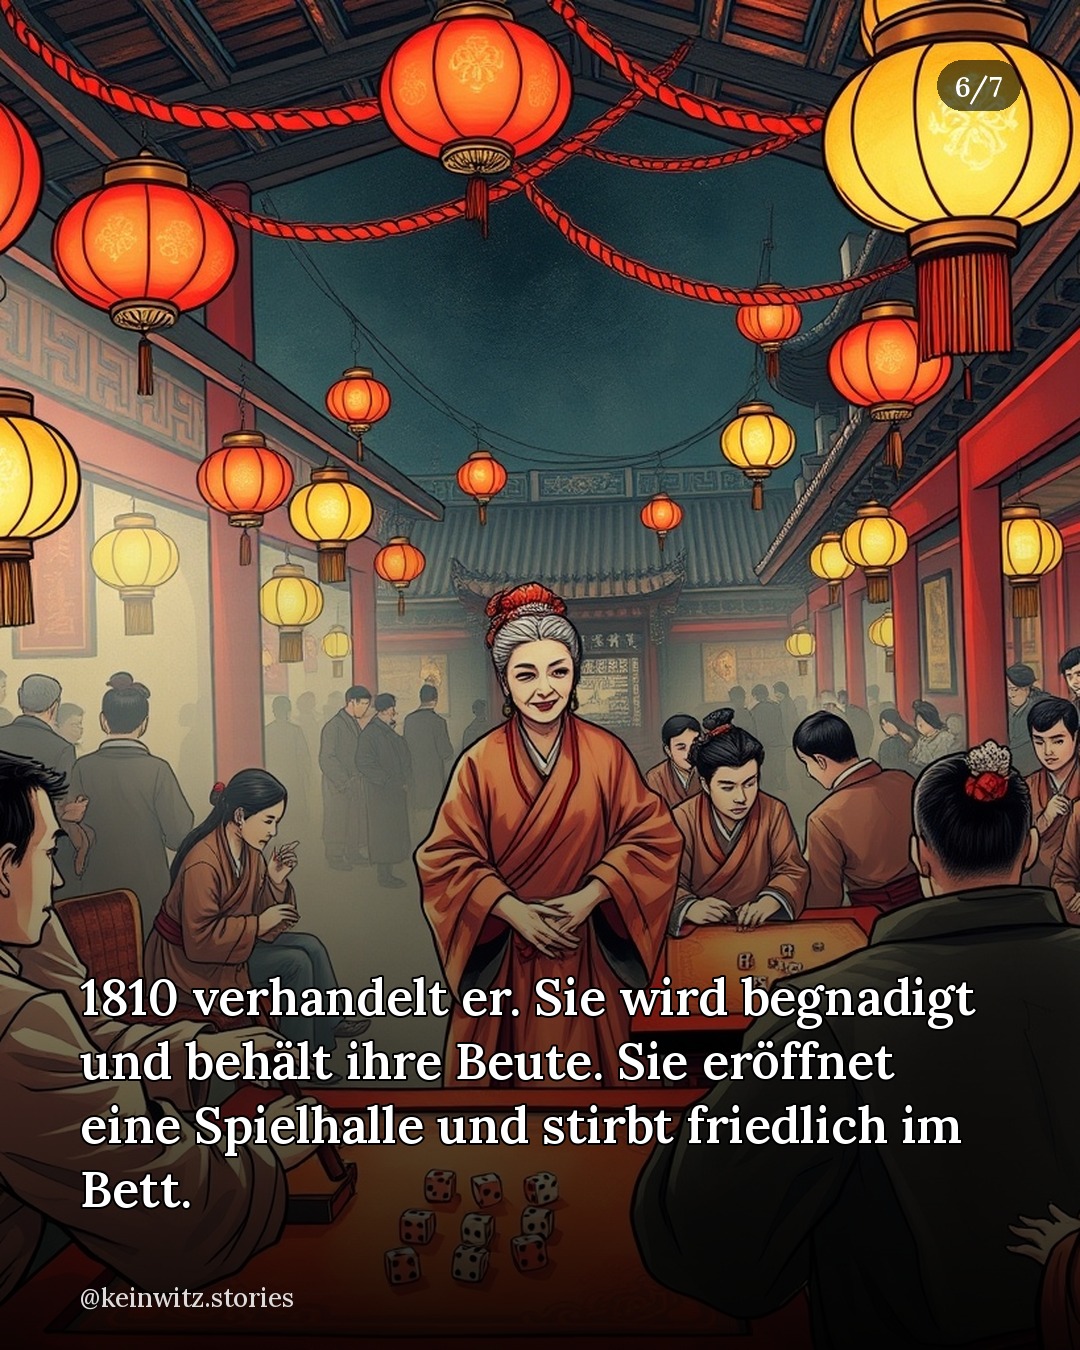 6/7
1810 verhandelt er. Sie wird begnadigt
und behält ihre Beute. Sie eröffnet
eine Spielhalle und stirbt friedlich im
Bett.
@keinwitz.stories